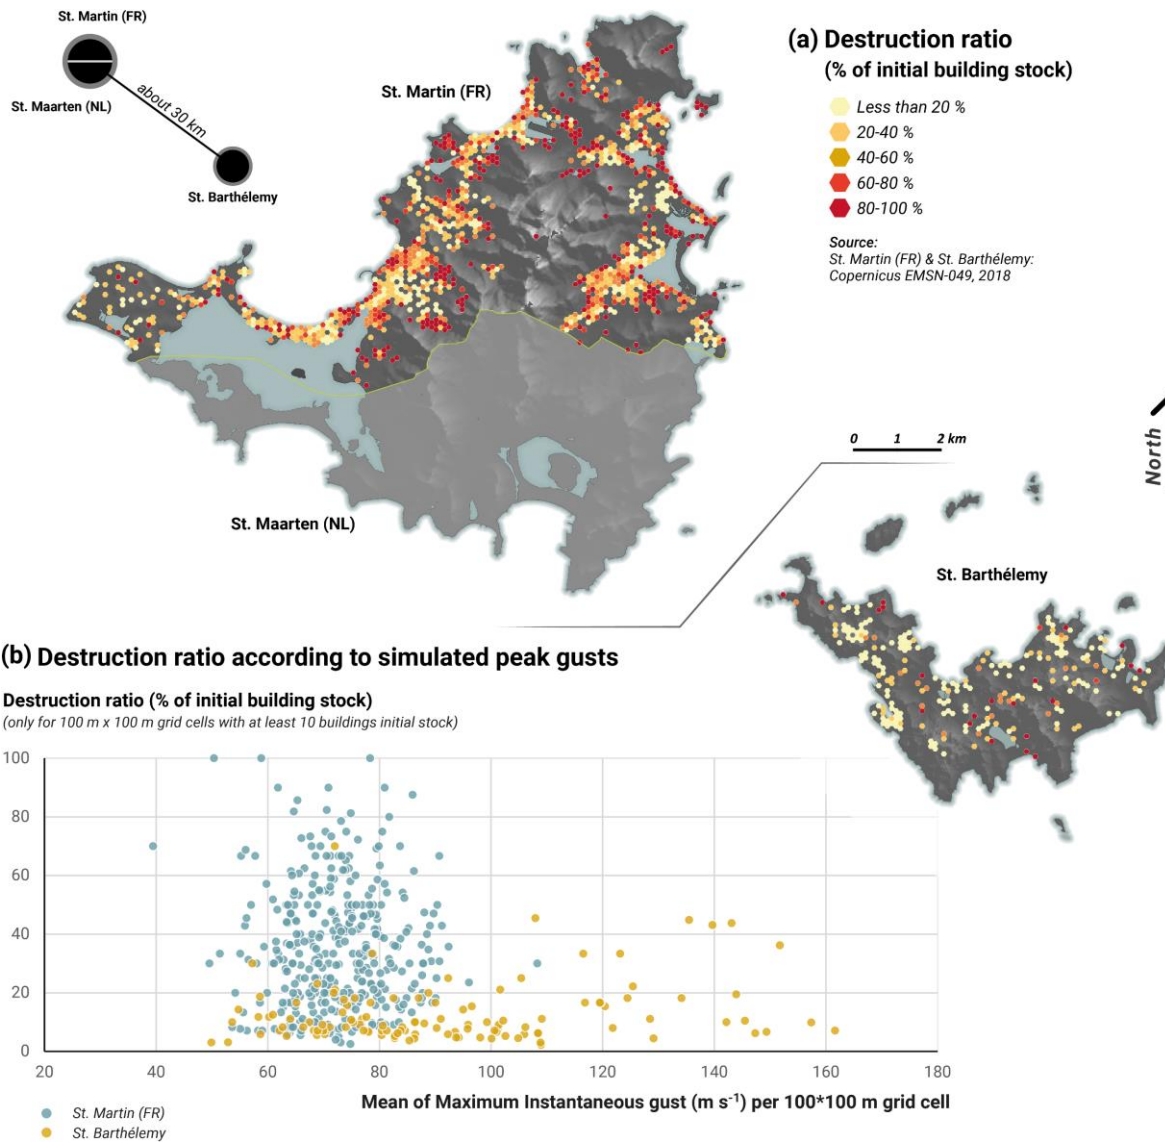 St. Martin (FR)
St. Maarten (NL)
about 30 km
St. Barthélemy
St. Martin (FR)
(a) Destruction ratio
(% of initial building stock)
Less than 20 %
20-40 %
40-60 %
60-80 %
80-100 %
Source:
St. Martin (FR) & St. Barthélemy:
Copernicus EMSN-049, 2018
0 1 2 km
North
St. Maarten (NL)
St. Barthélemy
(b) Destruction ratio according to simulated peak gusts
Destruction ratio (% of initial building stock)
(only for 100 m x 100 m grid cells with at least 10 buildings initial stock)
100
80
60
40
20
0
20 40 60 80 100 120 140 160 180
Mean of Maximum Instantaneous gust (m s⁻¹) per 100*100 m grid cell
St. Martin (FR)
St. Barthélemy